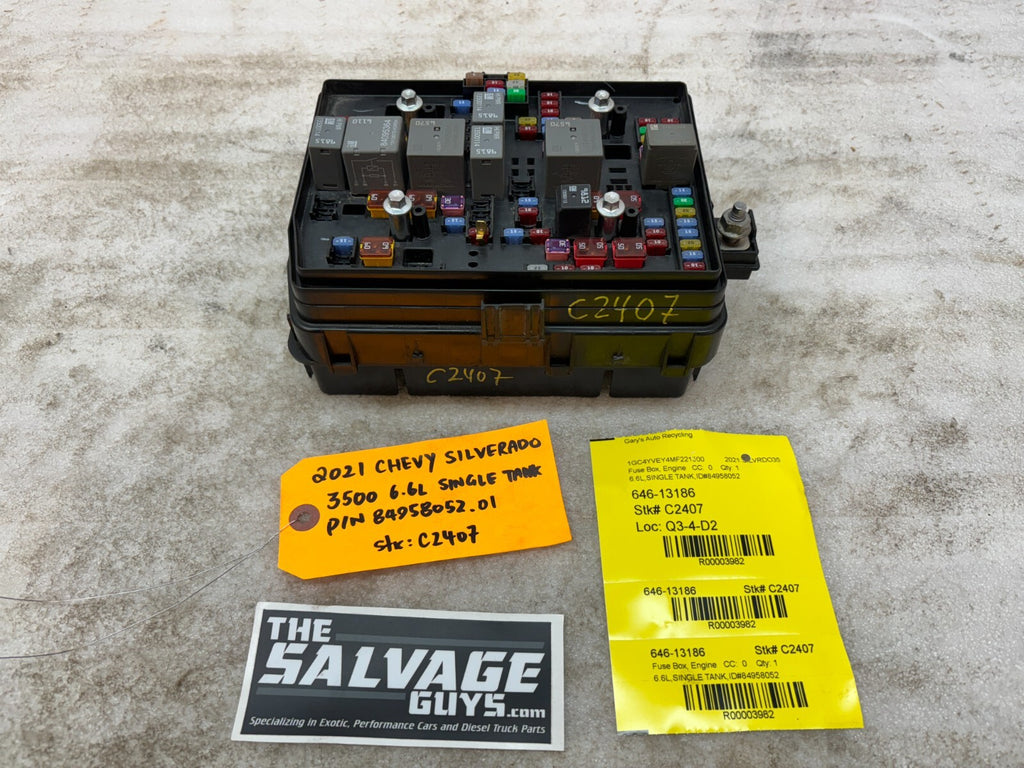 C2407
C2407
2021 CHEVY SILVERADO
3500 6.6L SINGLE TANK
P/N 84958052.01
Stk: C2407
Gary's Auto Recycling
2021
Fuse Box, Engine CC: 0 Qty: 1
6.6L,SINGLE TANK,ID#84958052
646-13186
Stk# C2407
Loc: Q3-4-D2
R00003982
646-13186 Stk# C2407
R00003982
646-13186 Stk# C2407
Fuse Box, Engine CC: 0 Qty: 1
6.6L,SINGLE TANK,ID#84958052
R00003982
THE
SALVAGE
GUYS.com
Specializing in Exotic, Performance Cars and Diesel Truck Parts